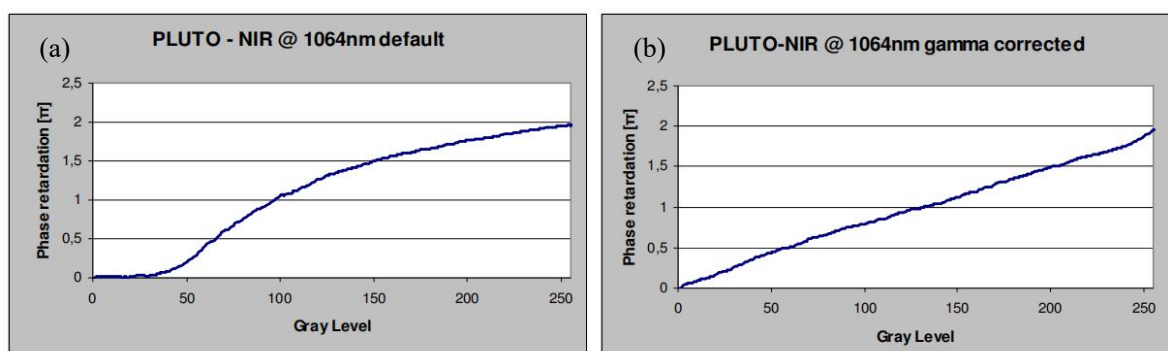 (a)
PLUTO - NIR @ 1064nm default
Phase retardation [π]
2,5
2
1,5
1
0,5
0
0 50 100 150 200 250
Gray Level
(b)
PLUTO-NIR @ 1064nm gamma corrected
Phase retardation [π]
2,5
2
1,5
1
0,5
0
0 50 100 150 200 250
Gray Level